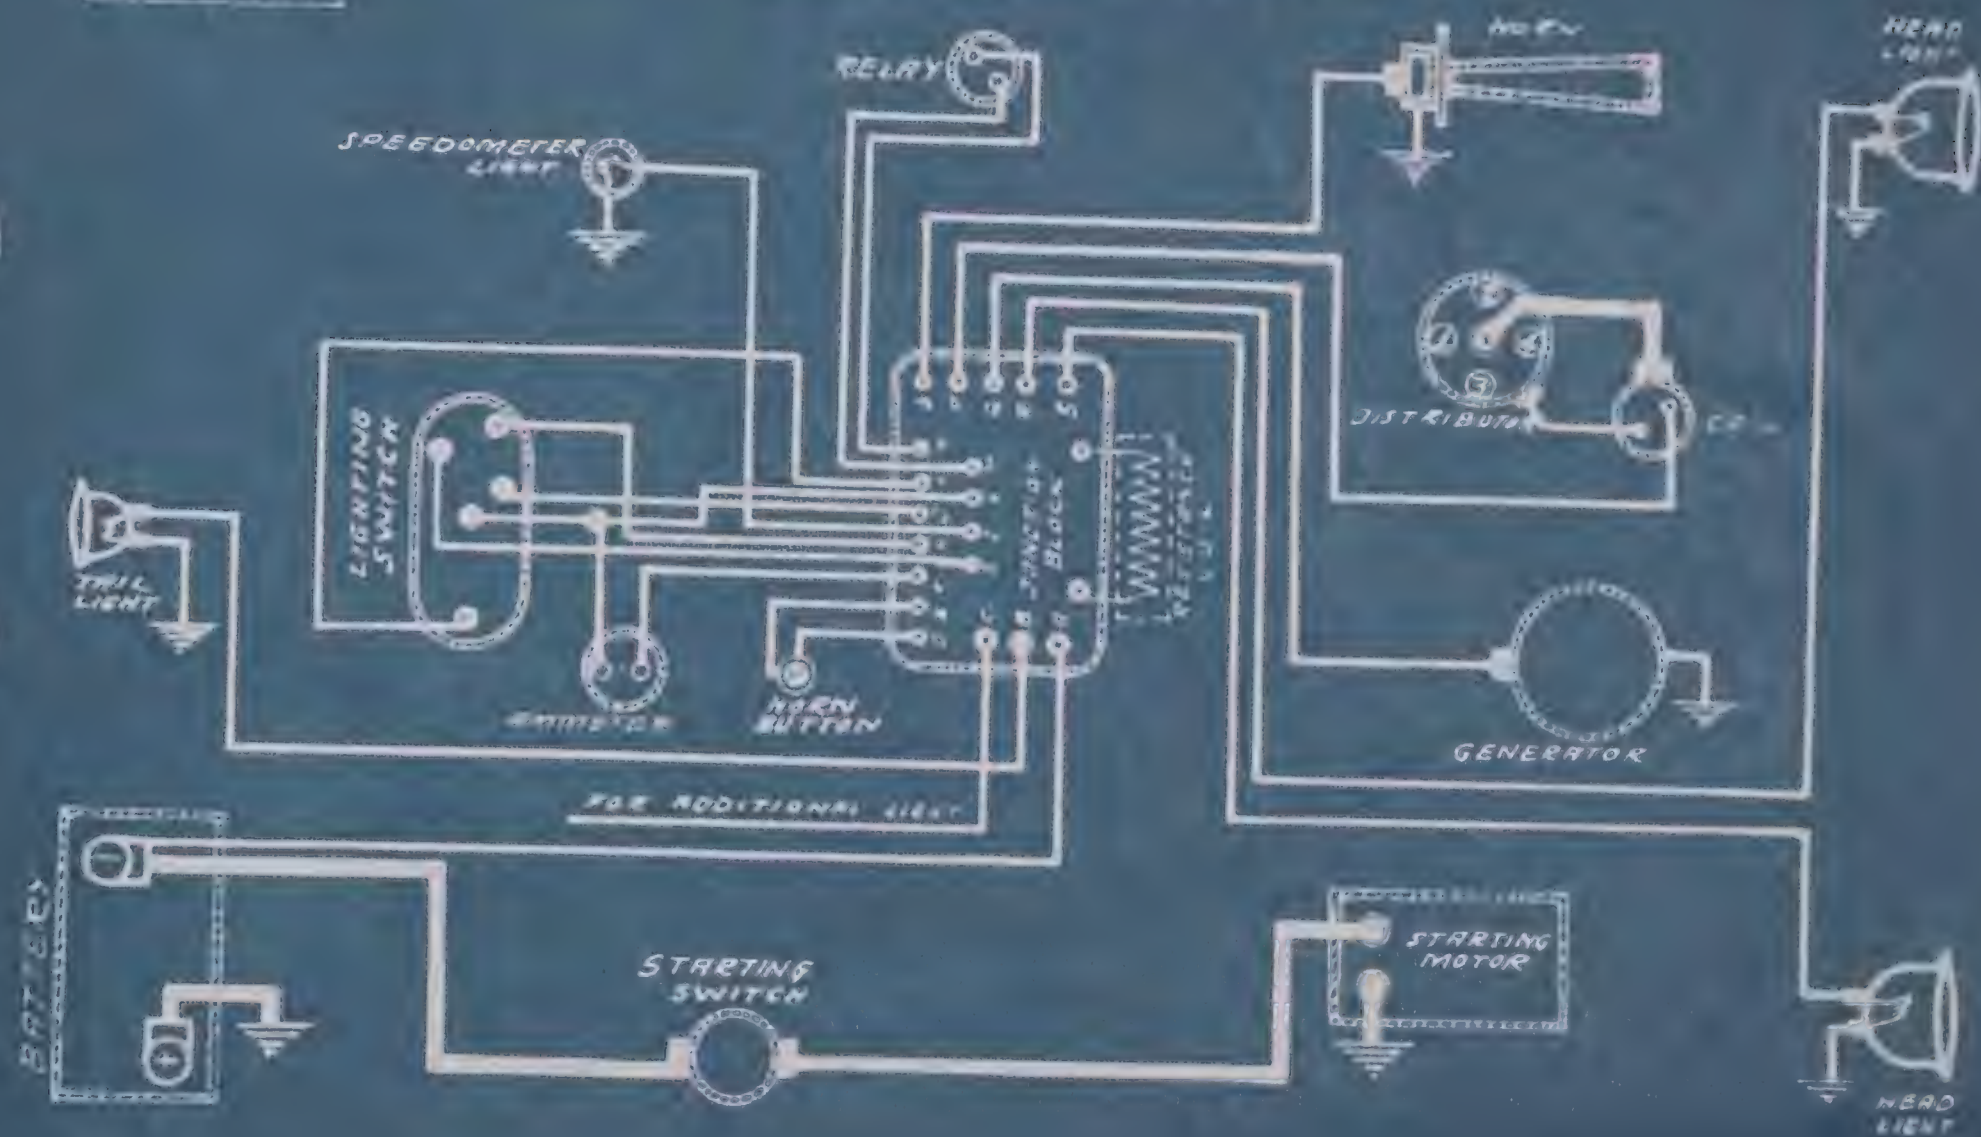 HORN
HEAD
LIGHT
RELAY
SPEEDOMETER
LIGHT
DISTRIBUTOR
3
LIGHTING
SWITCH
JUNCTION
BLOCK
TAIL
LIGHT
AMMETER
HORN
BUTTON
GENERATOR
FOR ADDITIONAL LIGHT
BATTERY
STARTING
SWITCH
STARTING
MOTOR
HEAD
LIGHT